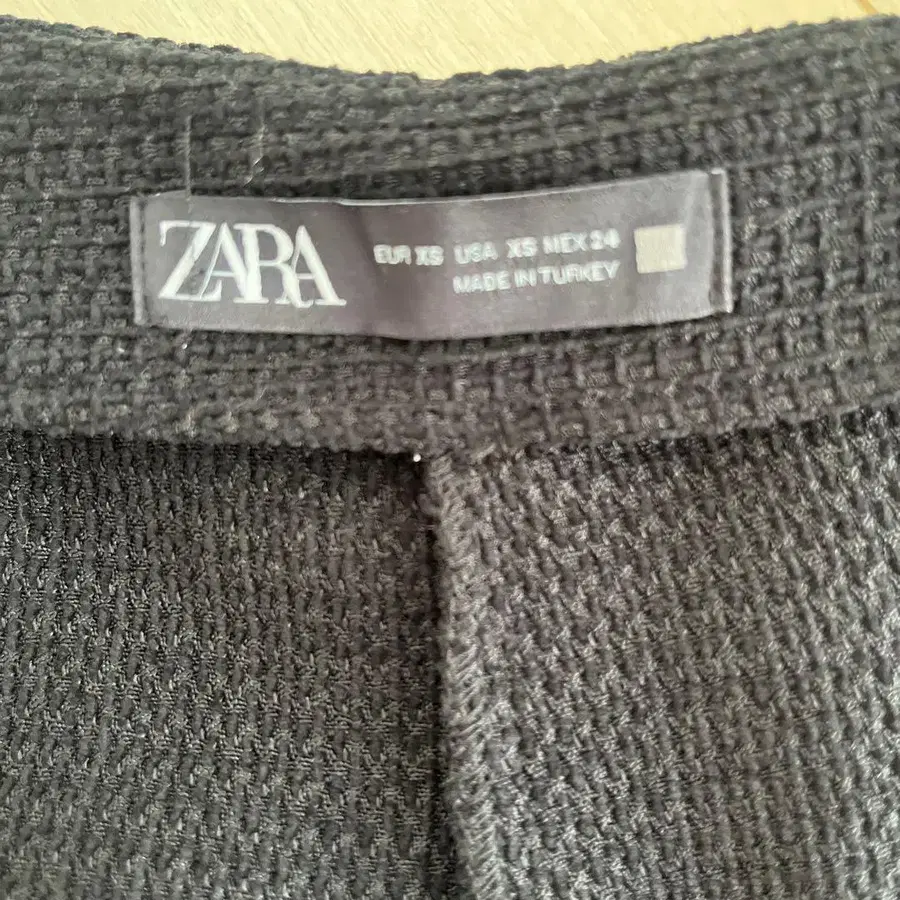 ZARA
EUR XS USA XS MEX 24
MADE IN TURKEY